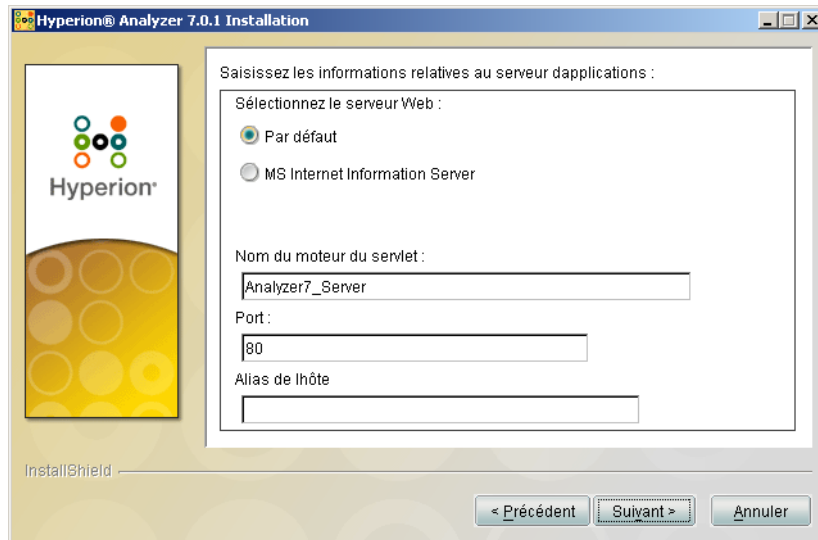 Hyperion® Analyzer 7.0.1 Installation
Saisissez les informations relatives au serveur dapplications :
Sélectionnez le serveur Web :
Par défaut
MS Internet Information Server
Hyperion
Nom du moteur du servlet :
Analyzer7_Server
Port :
80
Alias de lhôte
InstallShield
< Précédent
Suivant >
Annuler